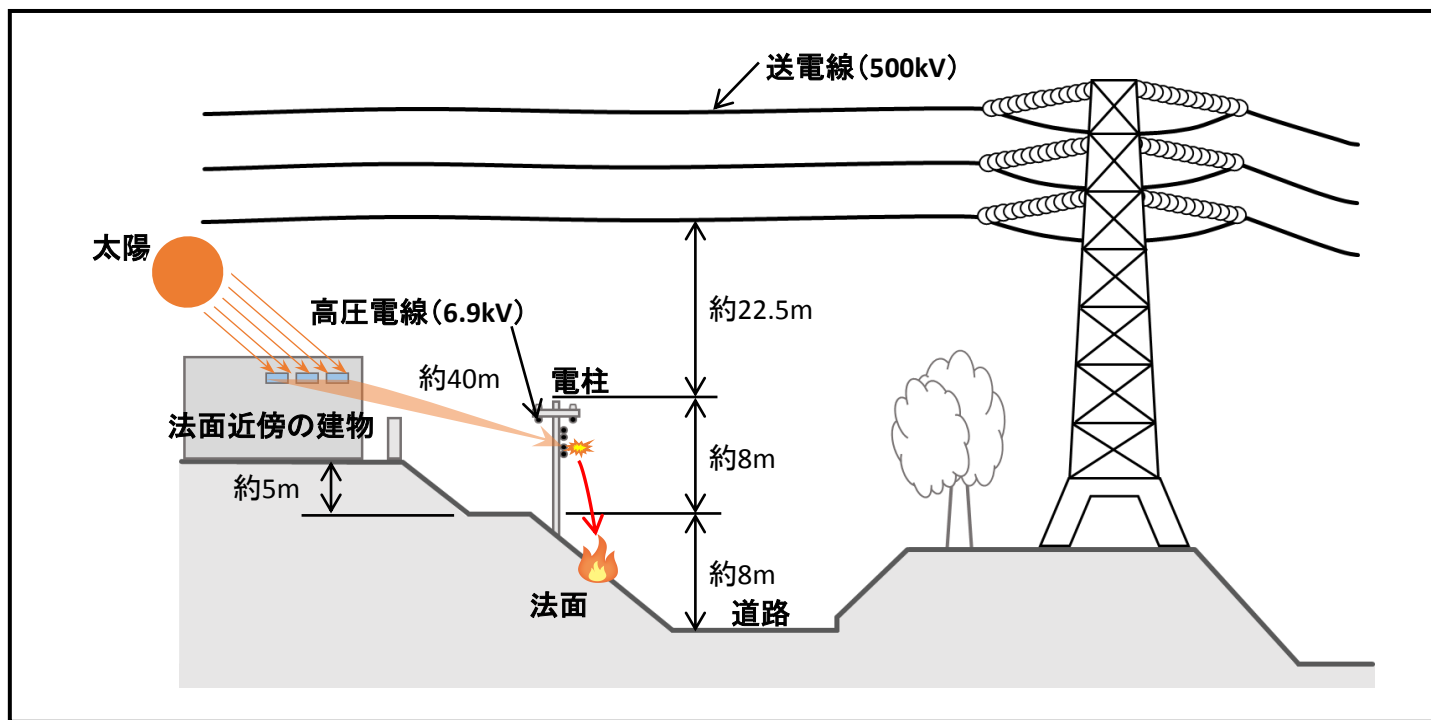 送電線（500kV）
太陽
高圧電線（6.9kV）
約22.5m
約40m
電柱
法面近傍の建物
約8m
約5m
約8m
法面
道路